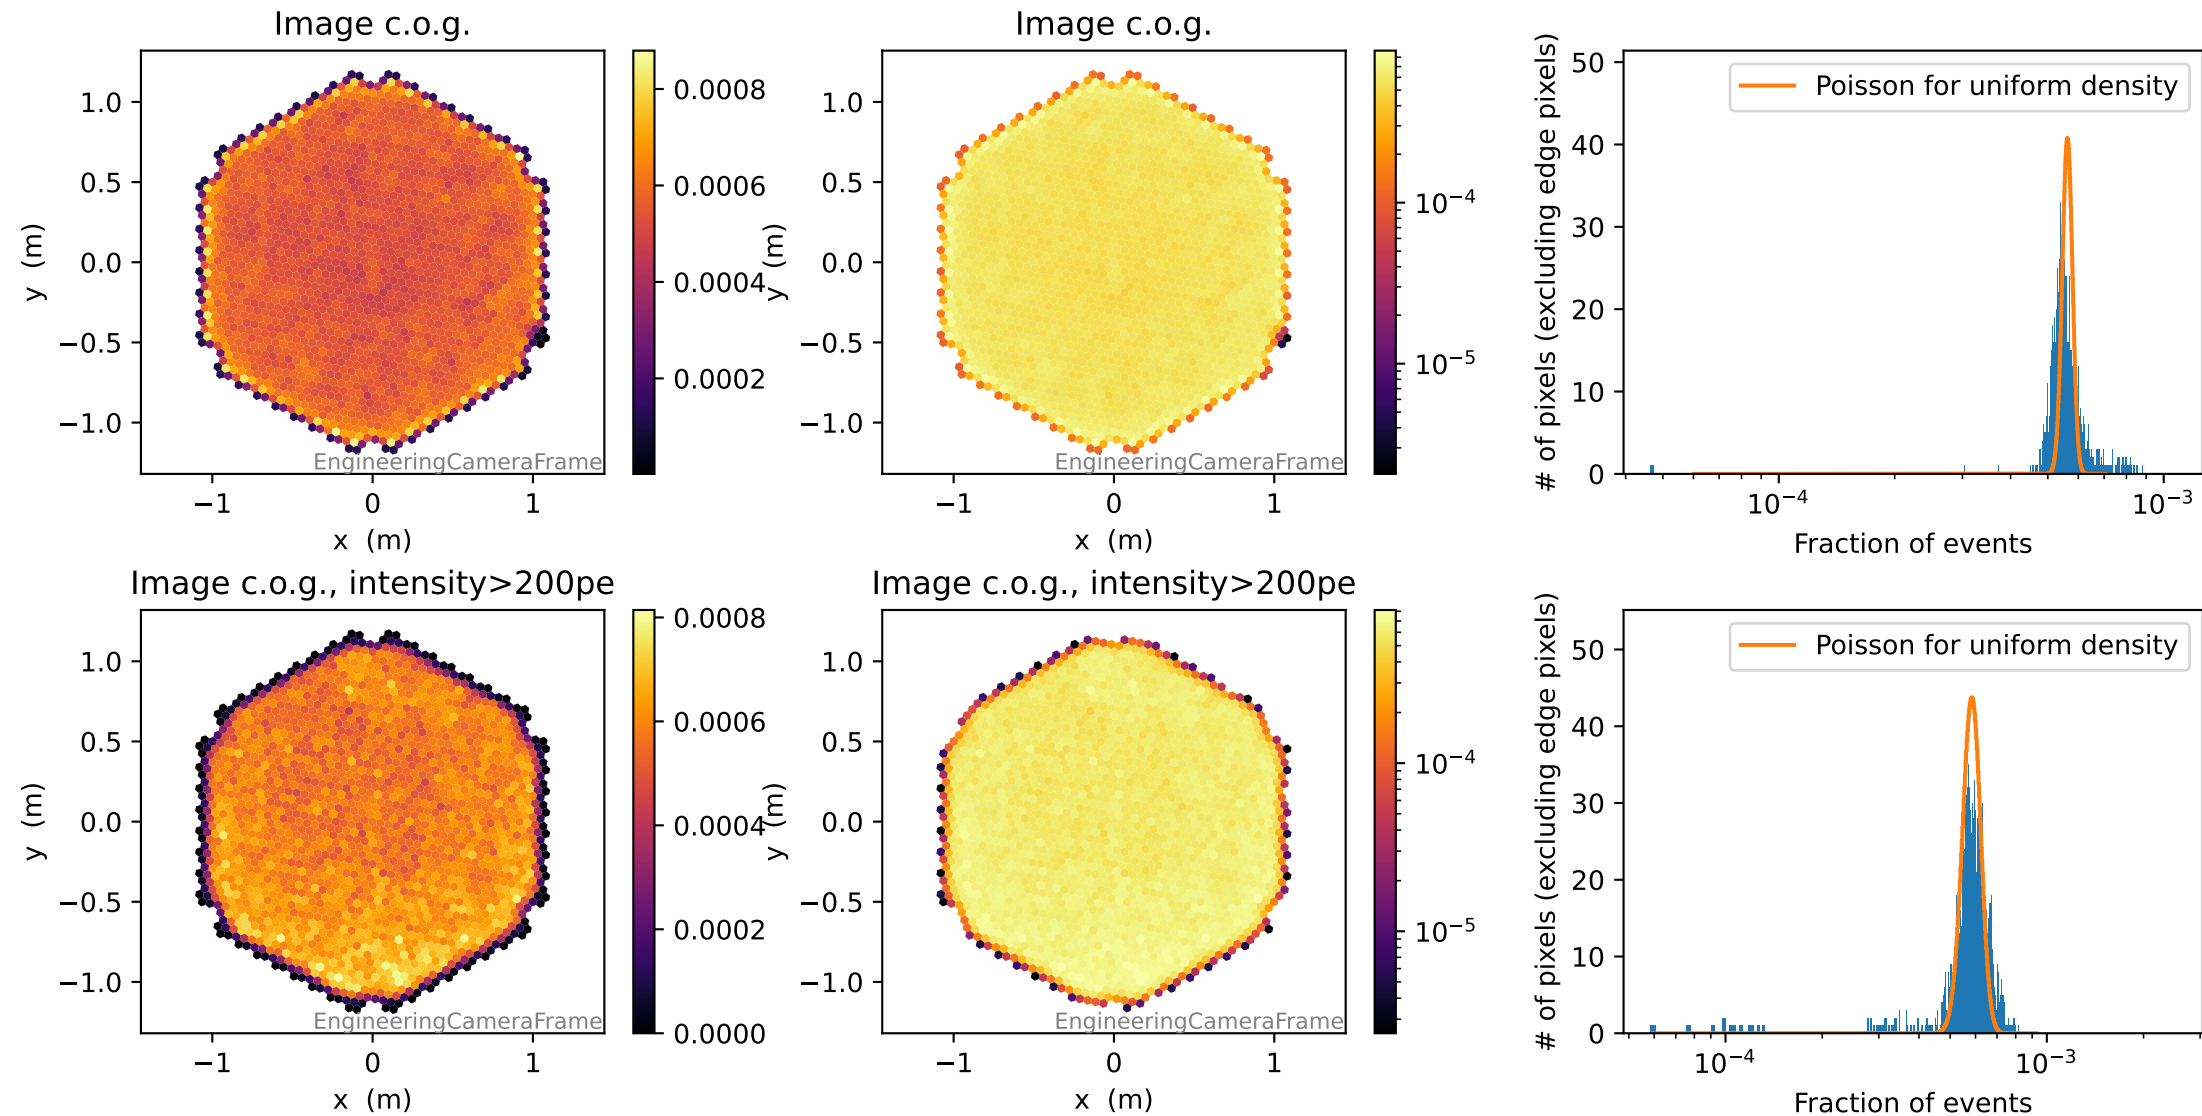 Image c.o.g.
1.0
0.5
0.0
−0.5
−1.0
y (m)
−1
0
1
x (m)
EngineeringCameraFrame
0.0008
0.0006
0.0004
0.0002
Image c.o.g.
1.0
0.5
0.0
−0.5
−1.0
y (m)
−1
0
1
x (m)
EngineeringCameraFrame
10−4
10−5
# of pixels (excluding edge pixels)
50
40
30
20
10
0
Poisson for uniform density
10−4
10−3
Fraction of events
Image c.o.g., intensity>200pe
1.0
0.5
0.0
−0.5
−1.0
y (m)
−1
0
1
x (m)
EngineeringCameraFrame
0.0008
0.0006
0.0004
0.0002
0.0000
Image c.o.g., intensity>200pe
1.0
0.5
0.0
−0.5
−1.0
y (m)
−1
0
1
x (m)
EngineeringCameraFrame
10−4
10−5
# of pixels (excluding edge pixels)
50
40
30
20
10
0
Poisson for uniform density
10−4
10−3
Fraction of events